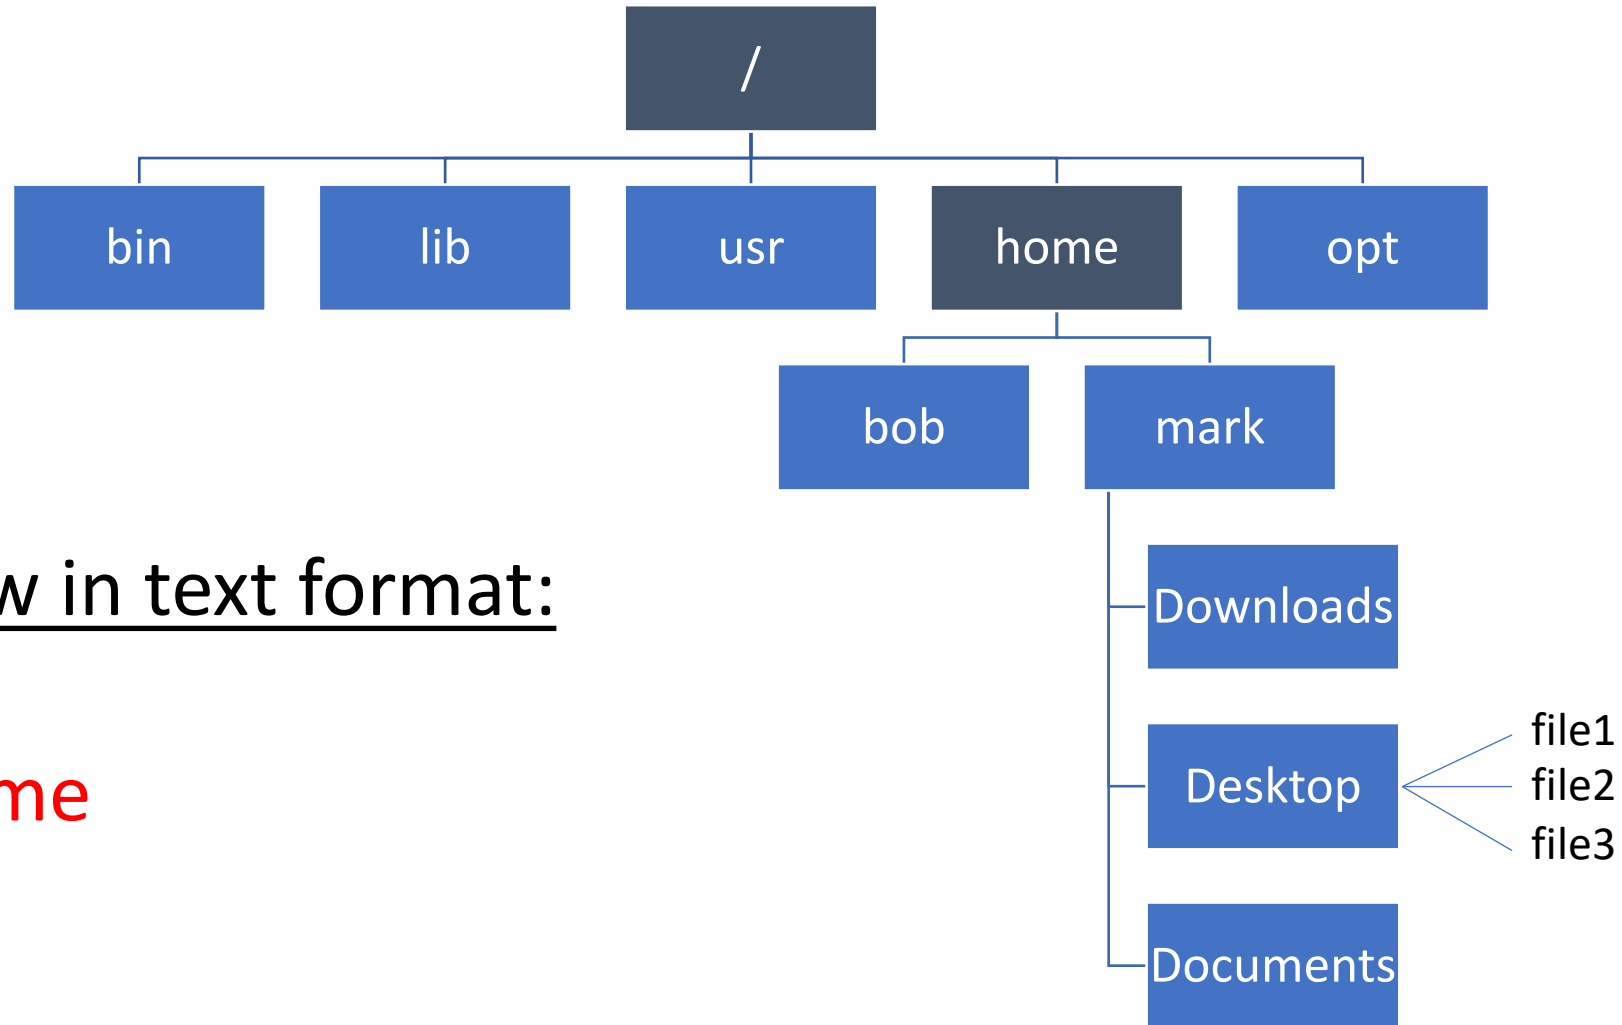 /
bin lib usr home opt
bob mark
w in text format:
Downloads
file1
me
Desktop
file2
file3
Documents